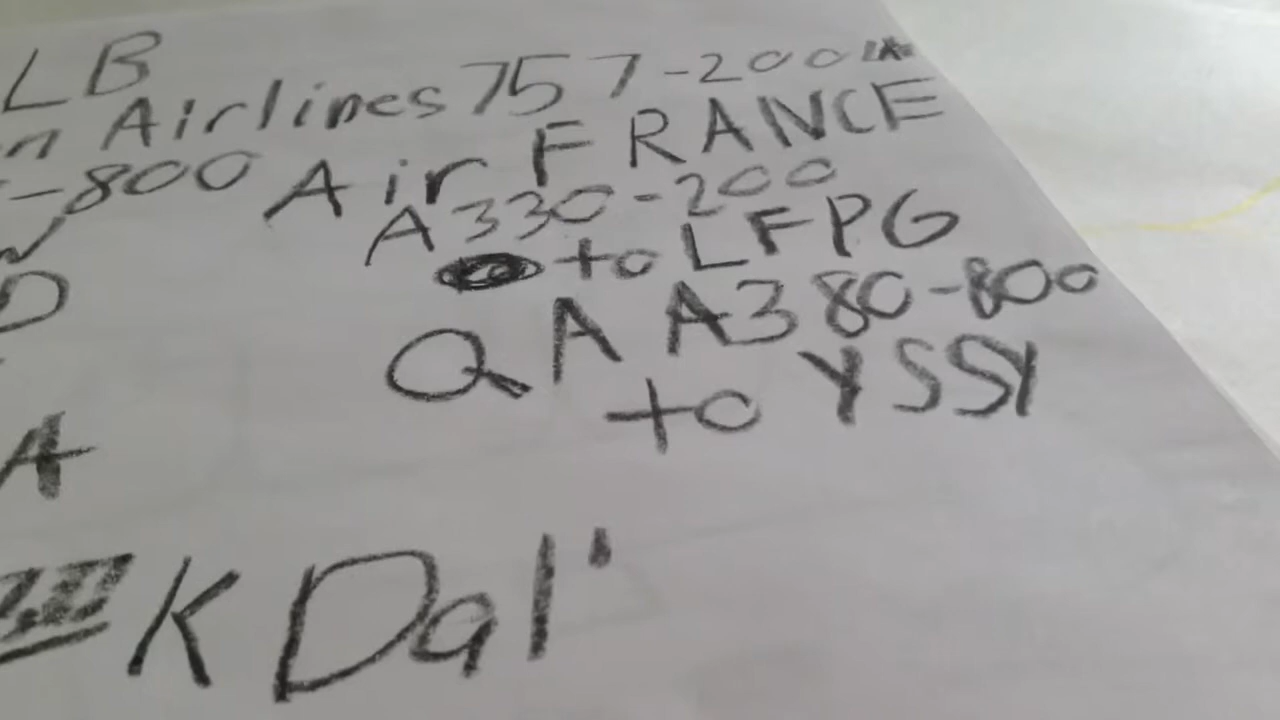 LB
n Airlines 757-200
-800 Air FRANCE
A330-200
to LFPG
D
QA A380-800
to YSSY
A
K Dal'